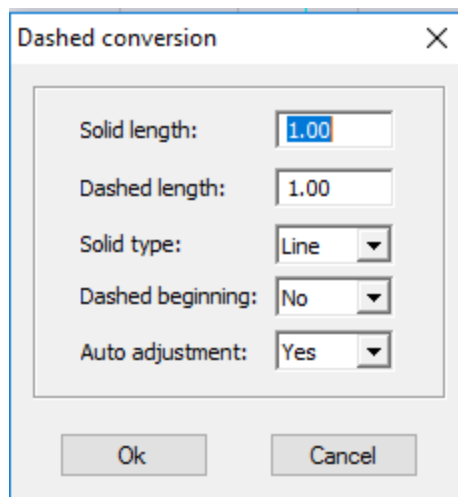 Dashed conversion
Solid length: 1.00
Dashed length: 1.00
Solid type: Line
Dashed beginning: No
Auto adjustment: Yes
Ok Cancel